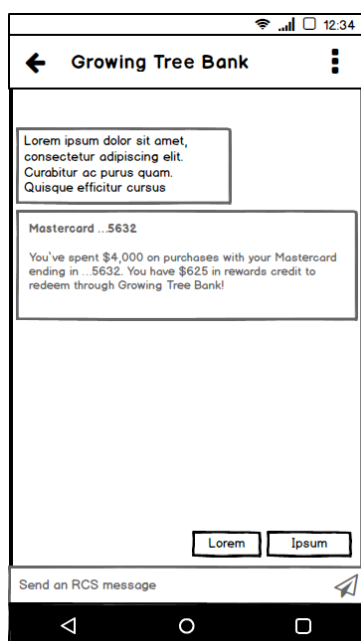 12:34
Growing Tree Bank
Lorem ipsum dolor sit amet,
consectetur adipiscing elit.
Curabitur ac purus quam.
Quisque efficitur cursus
Mastercard ...5632
You've spent $4,000 on purchases with your Mastercard
ending in ...5632. You have $625 in rewards credit to
redeem through Growing Tree Bank!
Lorem
Ipsum
Send an RCS message